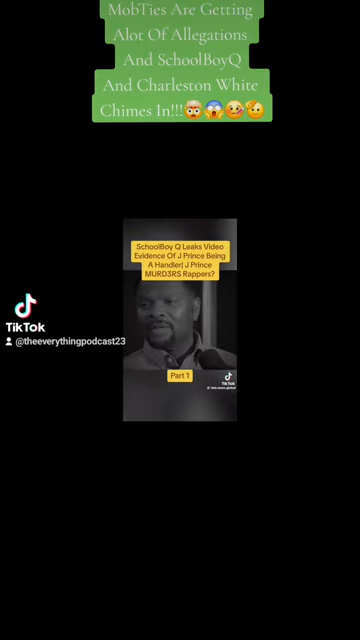 MobTies Are Getting
Alot Of Allegations
And SchoolBoyQ
And Charleston White
Chimes In!!!🤯😱🤒🫡
SchoolBoy Q Leaks Video
Evidence Of J Prince Being
A Handler| J Prince
MURD3RS Rappers?
Part 1
TikTok
TikTok
@theeverythingpodcast23